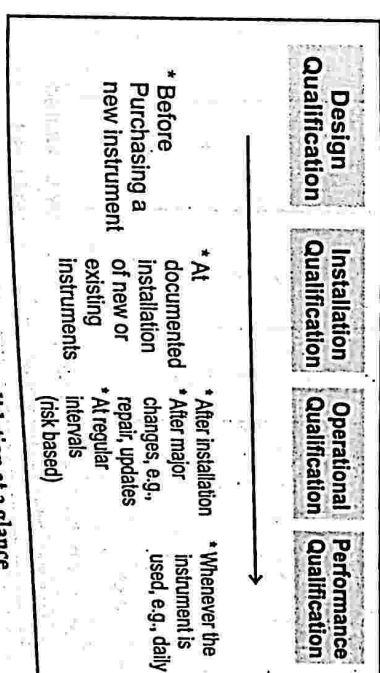 Design
Qualification
Installation
Qualification
Operational
Qualification
Performance
Qualification
* Before
Purchasing a
new instrument
* At
documented
installation
of new or
existing
instruments
* After installation
* After major
changes, e.g.,
repair, updates
* At regular
intervals
(risk based)
* Whenever the
instrument is
used, e.g., daily
at a glance